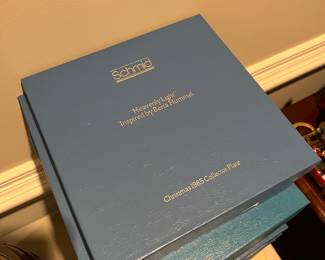 Schmid
"Heavenly Light"
Inspired by Berta Hummel
Christmas 1985 Collector Plate